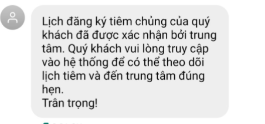 Lịch đăng ký tiêm chủng của quý
khách đã được xác nhận bởi trung
tâm. Quý khách vui lòng truy cập
vào hệ thống để có thể theo dõi
lịch tiêm và đến trung tâm đúng
hẹn.
Trân trọng!